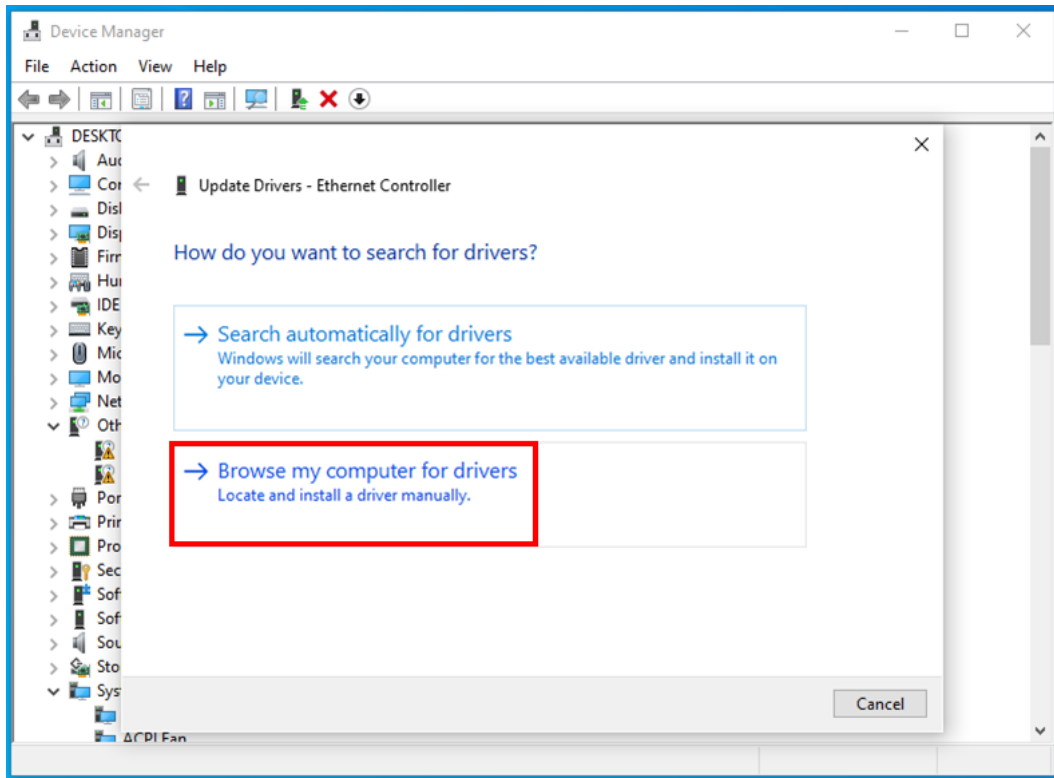 Device Manager
File Action View Help
DESKTO
Aud
Cor
Update Drivers - Ethernet Controller
Disk
Disp
How do you want to search for drivers?
Firm
Hum
IDE
Key
Search automatically for drivers
Windows will search your computer for the best available driver and install it on
your device.
Mic
Mo
Net
Oth
Browse my computer for drivers
Locate and install a driver manually.
Por
Prin
Pro
Sec
Sof
Sof
Sou
Sto
Sys
Cancel
ACPI Fan